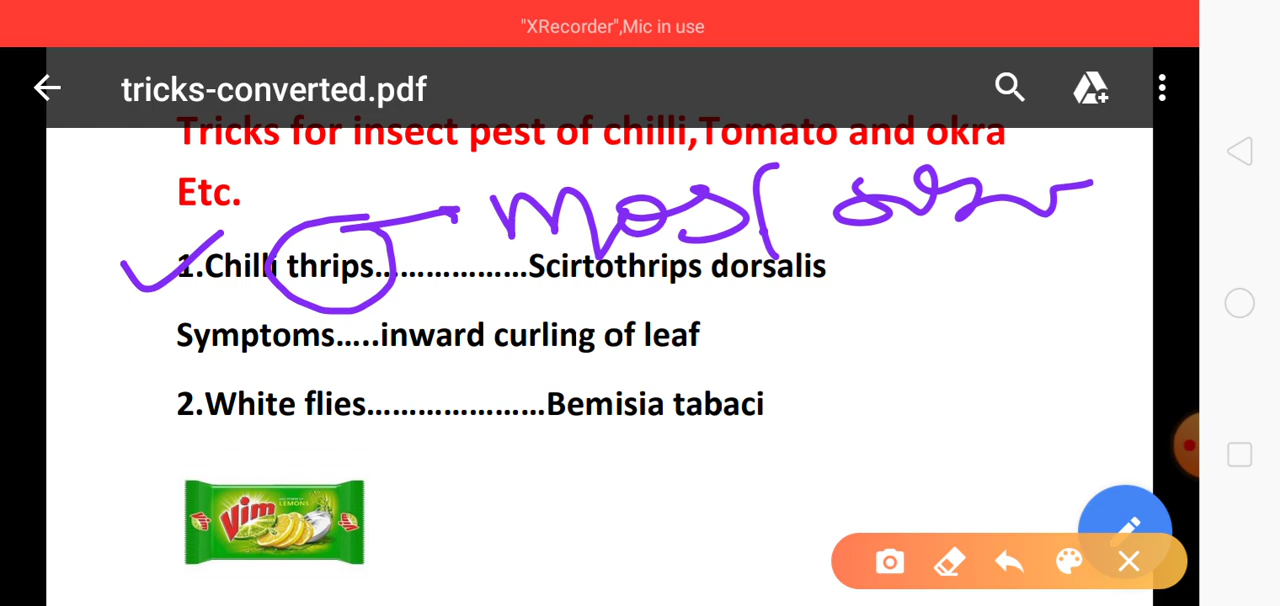 "XRecorder",Mic in use
tricks-converted.pdf
Tricks for insect pest of chilli,Tomato and okra
Etc.
most
1.Chilli thrips..................Scirtothrips dorsalis
Symptoms.....inward curling of leaf
2.White flies.....................Bemisia tabaci
Vim
LEMONS